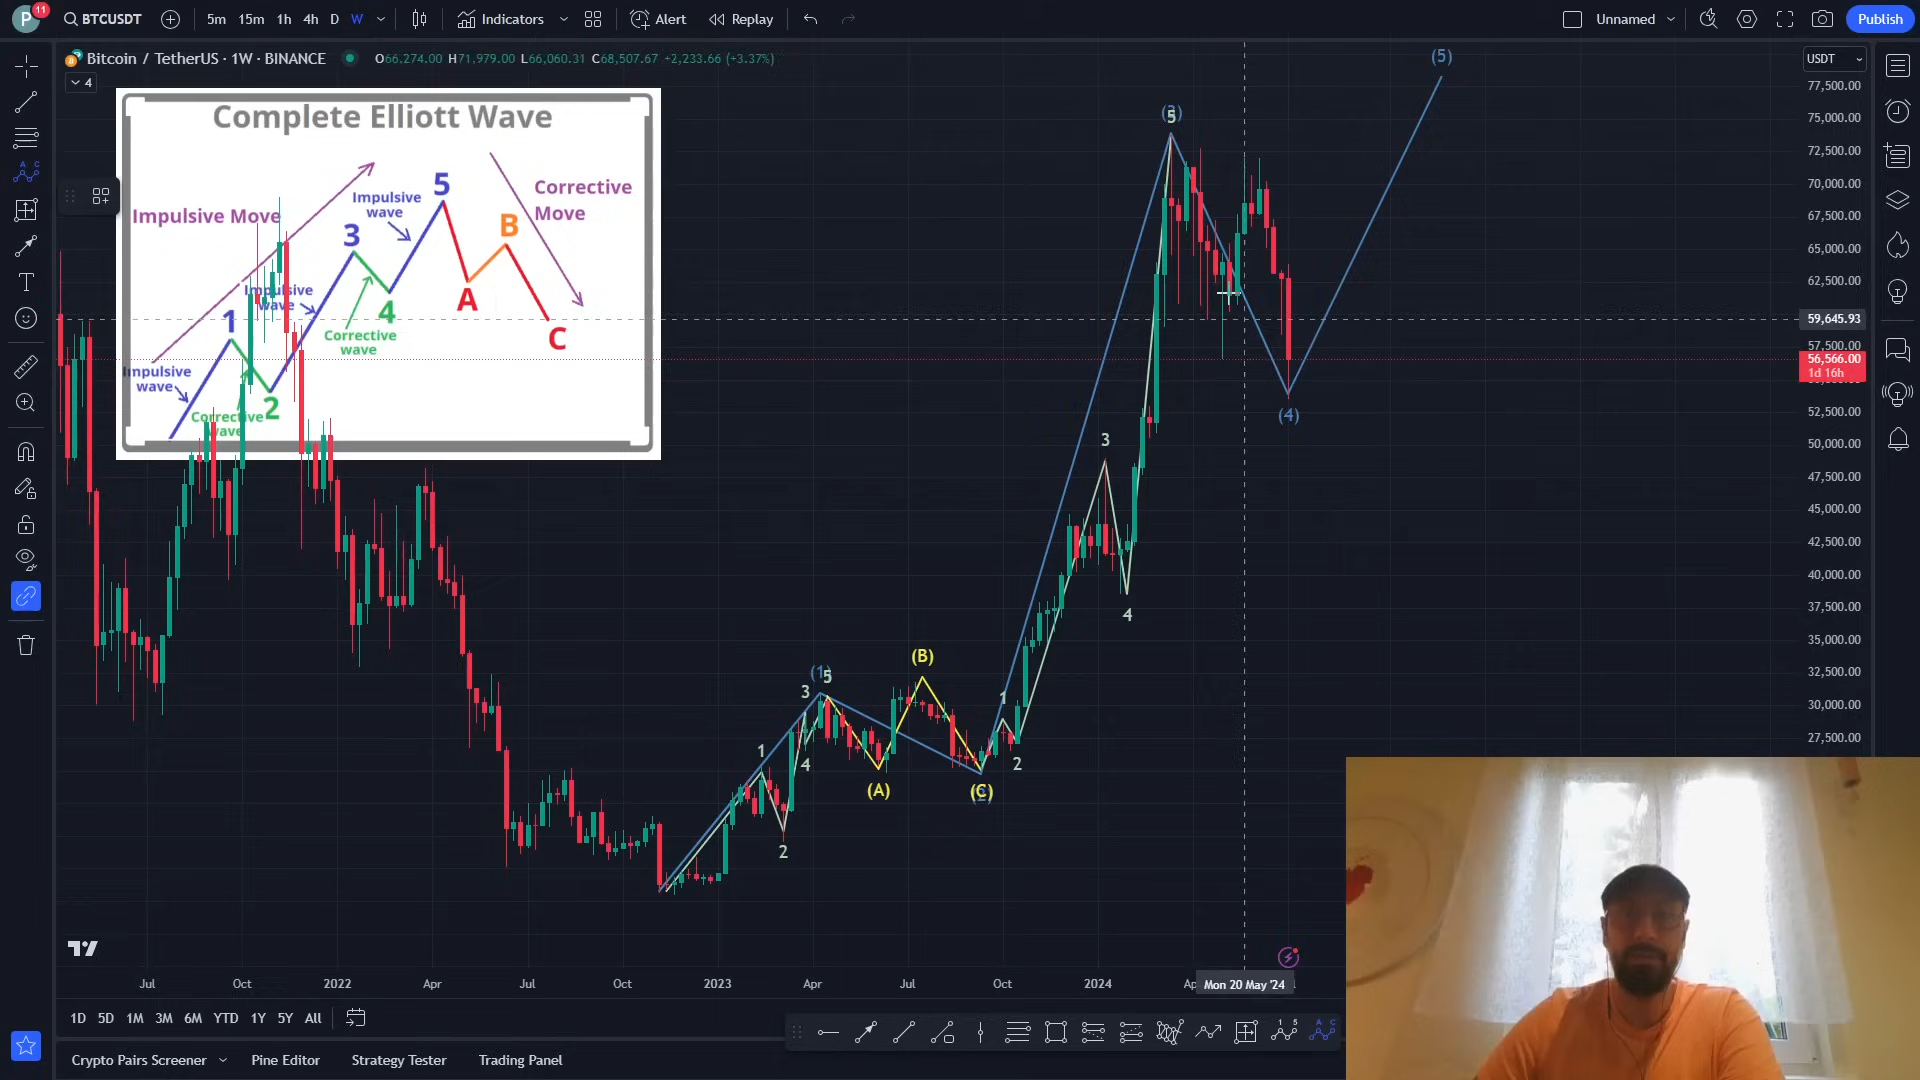 P 11 BTCUSDT 5m 15m 1h 4h D W Indicators Alert Replay Unnamed Publish
Bitcoin / TetherUS · 1W · BINANCE O66,274.00 H71,979.00 L66,060.31 C68,507.67 +2,233.66 (+3.37%)
4
USDT
Complete Elliott Wave
Impulsive Move
Impulsive
wave
1
Corrective
wave
2
Impulsive
wave
3
Corrective
wave
4
Impulsive
wave
5
Corrective
Move
A
B
C
(5)
5
(4)
3
4
(B)
(1)
3 5
1
4
2
(A)
(C)
1
2
77,500.00
75,000.00
72,500.00
70,000.00
67,500.00
65,000.00
62,500.00
59,645.93
57,500.00
56,566.00
1d 16h
52,500.00
50,000.00
47,500.00
45,000.00
42,500.00
40,000.00
37,500.00
35,000.00
32,500.00
30,000.00
27,500.00
Jul Oct 2022 Apr Jul Oct 2023 Apr Jul Oct 2024 Mon 20 May '24
1D 5D 1M 3M 6M YTD 1Y 5Y All
Crypto Pairs Screener Pine Editor Strategy Tester Trading Panel